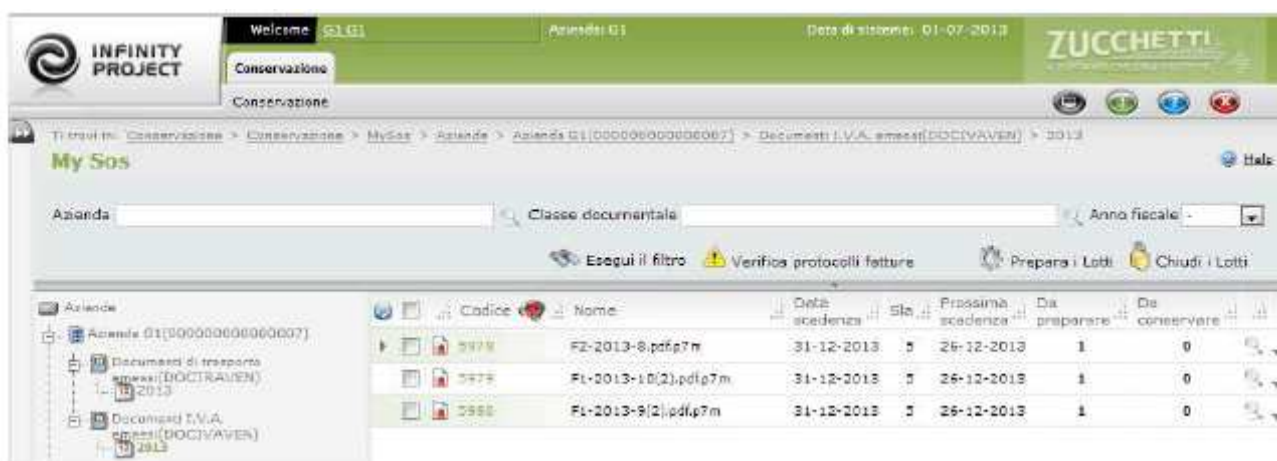 Welcome G1 G1 Azienda: G1 Data di sistema: 01-07-2013
INFINITY PROJECT
ZUCCHETTI
Conservazione
Conservazione
Ti trovi in: Conservazione > Conservazione > MySos > Aziende > Azienda G1(000000000000007) > Documenti I.V.A. emessi(DOCIVAVEN) > 2013
My Sos
Help
Azienda Classe documentale Anno fiscale -
Esegui il filtro Verifica protocolli fatture Prepara i Lotti Chiudi i Lotti
Aziende
Azienda G1(000000000000007)
Documenti di trasporto
emessi(DOCTRAVEN)
2013
Documenti I.V.A.
emessi(DOCIVAVEN)
2013
Codice Nome Data scadenza Sla Prossima scadenza Da preparare Da conservare
F2-2013-8.pdf.p7m 31-12-2013 5 26-12-2013 1 0
F1-2013-10(2).pdf.p7m 31-12-2013 5 26-12-2013 1 0
F1-2013-9(2).pdf.p7m 31-12-2013 5 26-12-2013 1 0